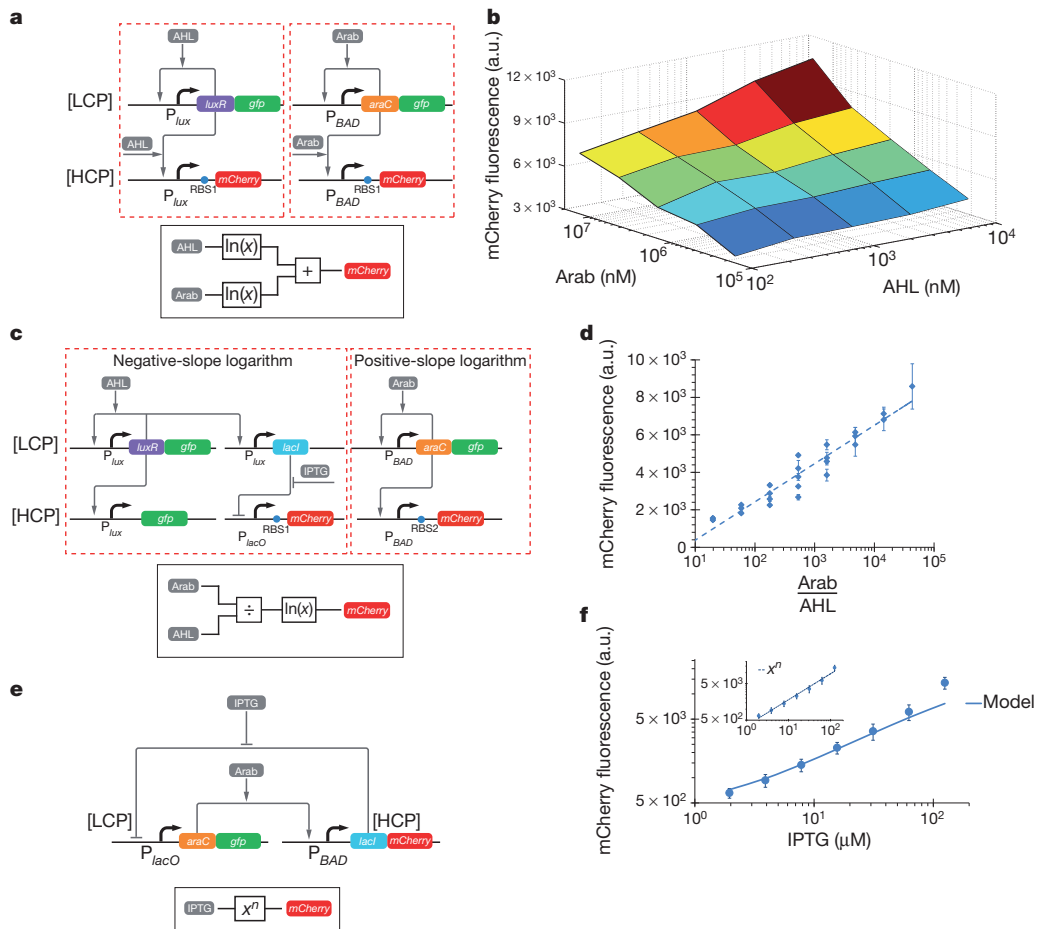 a
AHL
Arab
[LCP]
P_lux luxR gfp
P_BAD araC gfp
AHL
Arab
[HCP]
P_lux RBS1 mCherry
P_BAD RBS1 mCherry
AHL ln(x)
+ mCherry
Arab ln(x)
b
mCherry fluorescence (a.u.)
12 × 10³
9 × 10³
6 × 10³
3 × 10³
10⁷
10⁶
10⁵
Arab (nM)
10²
10³
10⁴
AHL (nM)
c
Negative-slope logarithm Positive-slope logarithm
AHL
Arab
[LCP]
P_lux luxR gfp
P_lux lacI
P_BAD araC gfp
IPTG
[HCP]
P_lux gfp
P_lacO RBS1 mCherry
P_BAD RBS2 mCherry
Arab
÷ ln(x) mCherry
AHL
d
mCherry fluorescence (a.u.)
10 × 10³
8 × 10³
6 × 10³
4 × 10³
2 × 10³
0
10¹ 10² 10³ 10⁴ 10⁵
Arab
AHL
e
IPTG
Arab
[LCP] [HCP]
P_lacO araC gfp
P_BAD lacI mCherry
IPTG xⁿ mCherry
f
mCherry fluorescence (a.u.)
5 × 10³
5 × 10²
10⁰ 10¹ 10²
IPTG (μM)
-- xⁿ
5 × 10³
5 × 10²
10⁰ 10¹ 10²
Model